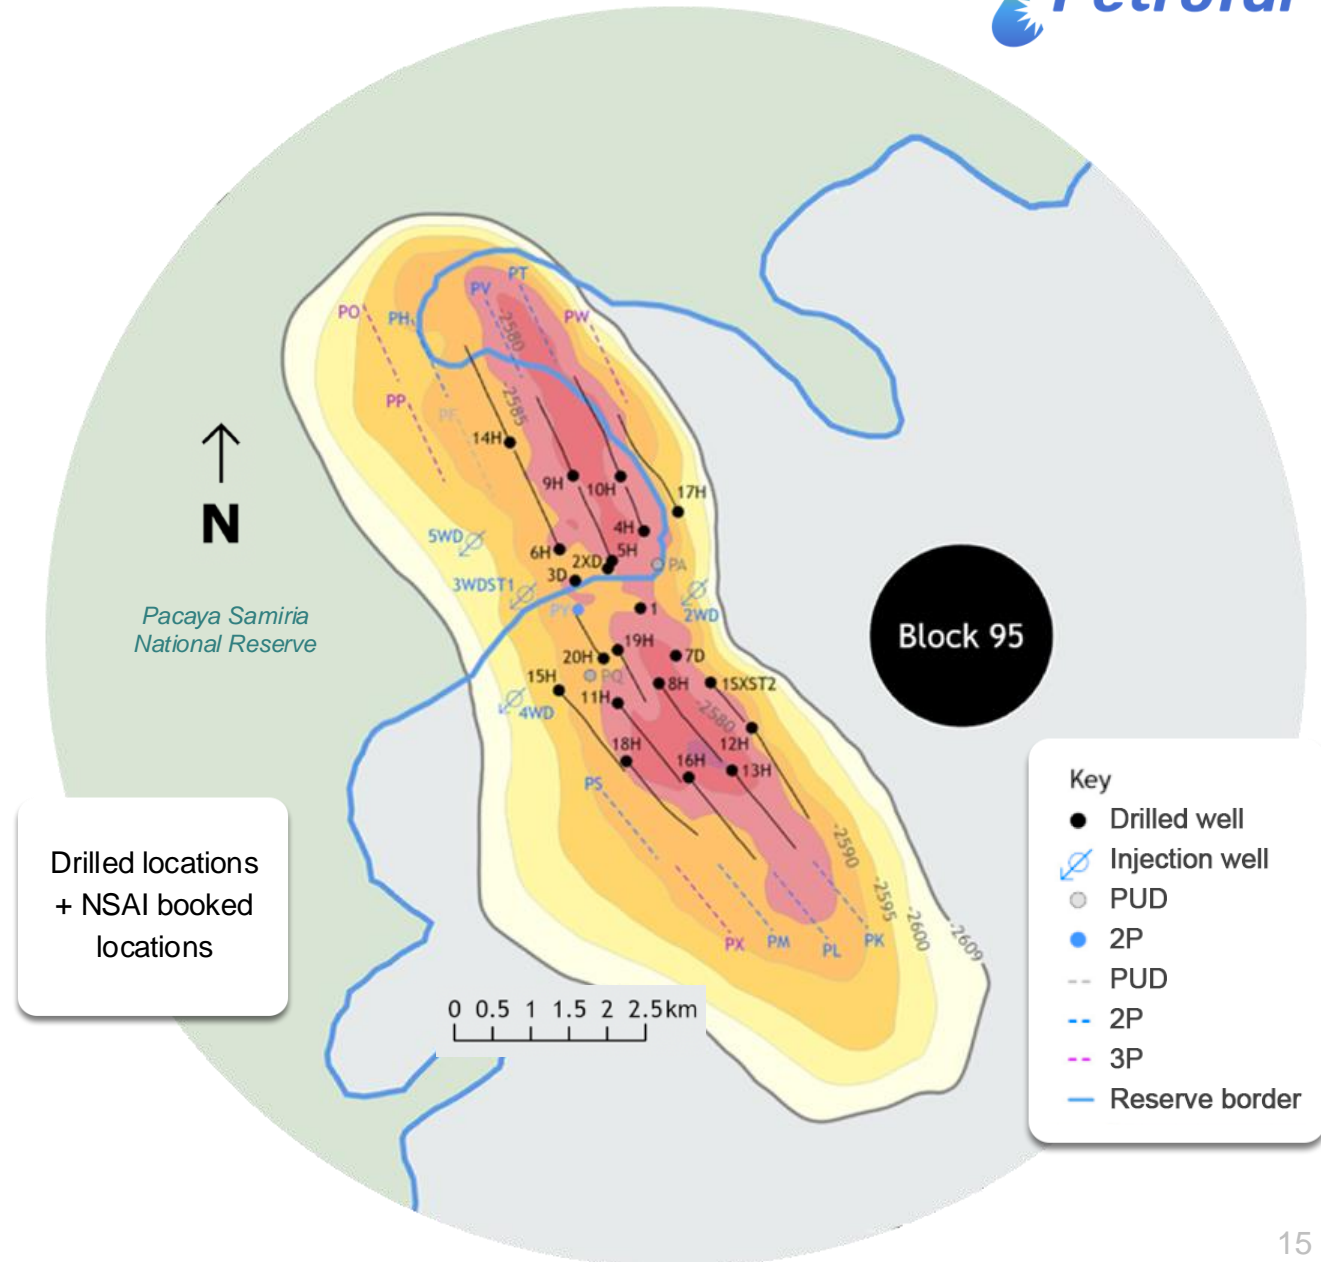 PT
PV
PO
PH
PW
-2580
-2585
PP
PF
14H
9H
10H
17H
N
4H
5WD
6H
2XD
5H
3D
PA
3WDST1
PY
1
2WD
Pacaya Samiria
National Reserve
Block 95
19H
20H
7D
15H
PQ
8H
1SXST2
11H
4WD
-2580
18H
12H
16H
13H
PS
-2590
-2595
-2600
-2609
PX
PM
PL
PK
Drilled locations
+ NSAI booked
locations
0 0.5 1 1.5 2 2.5km
Key
Drilled well
Injection well
PUD
2P
PUD
2P
3P
Reserve border
15